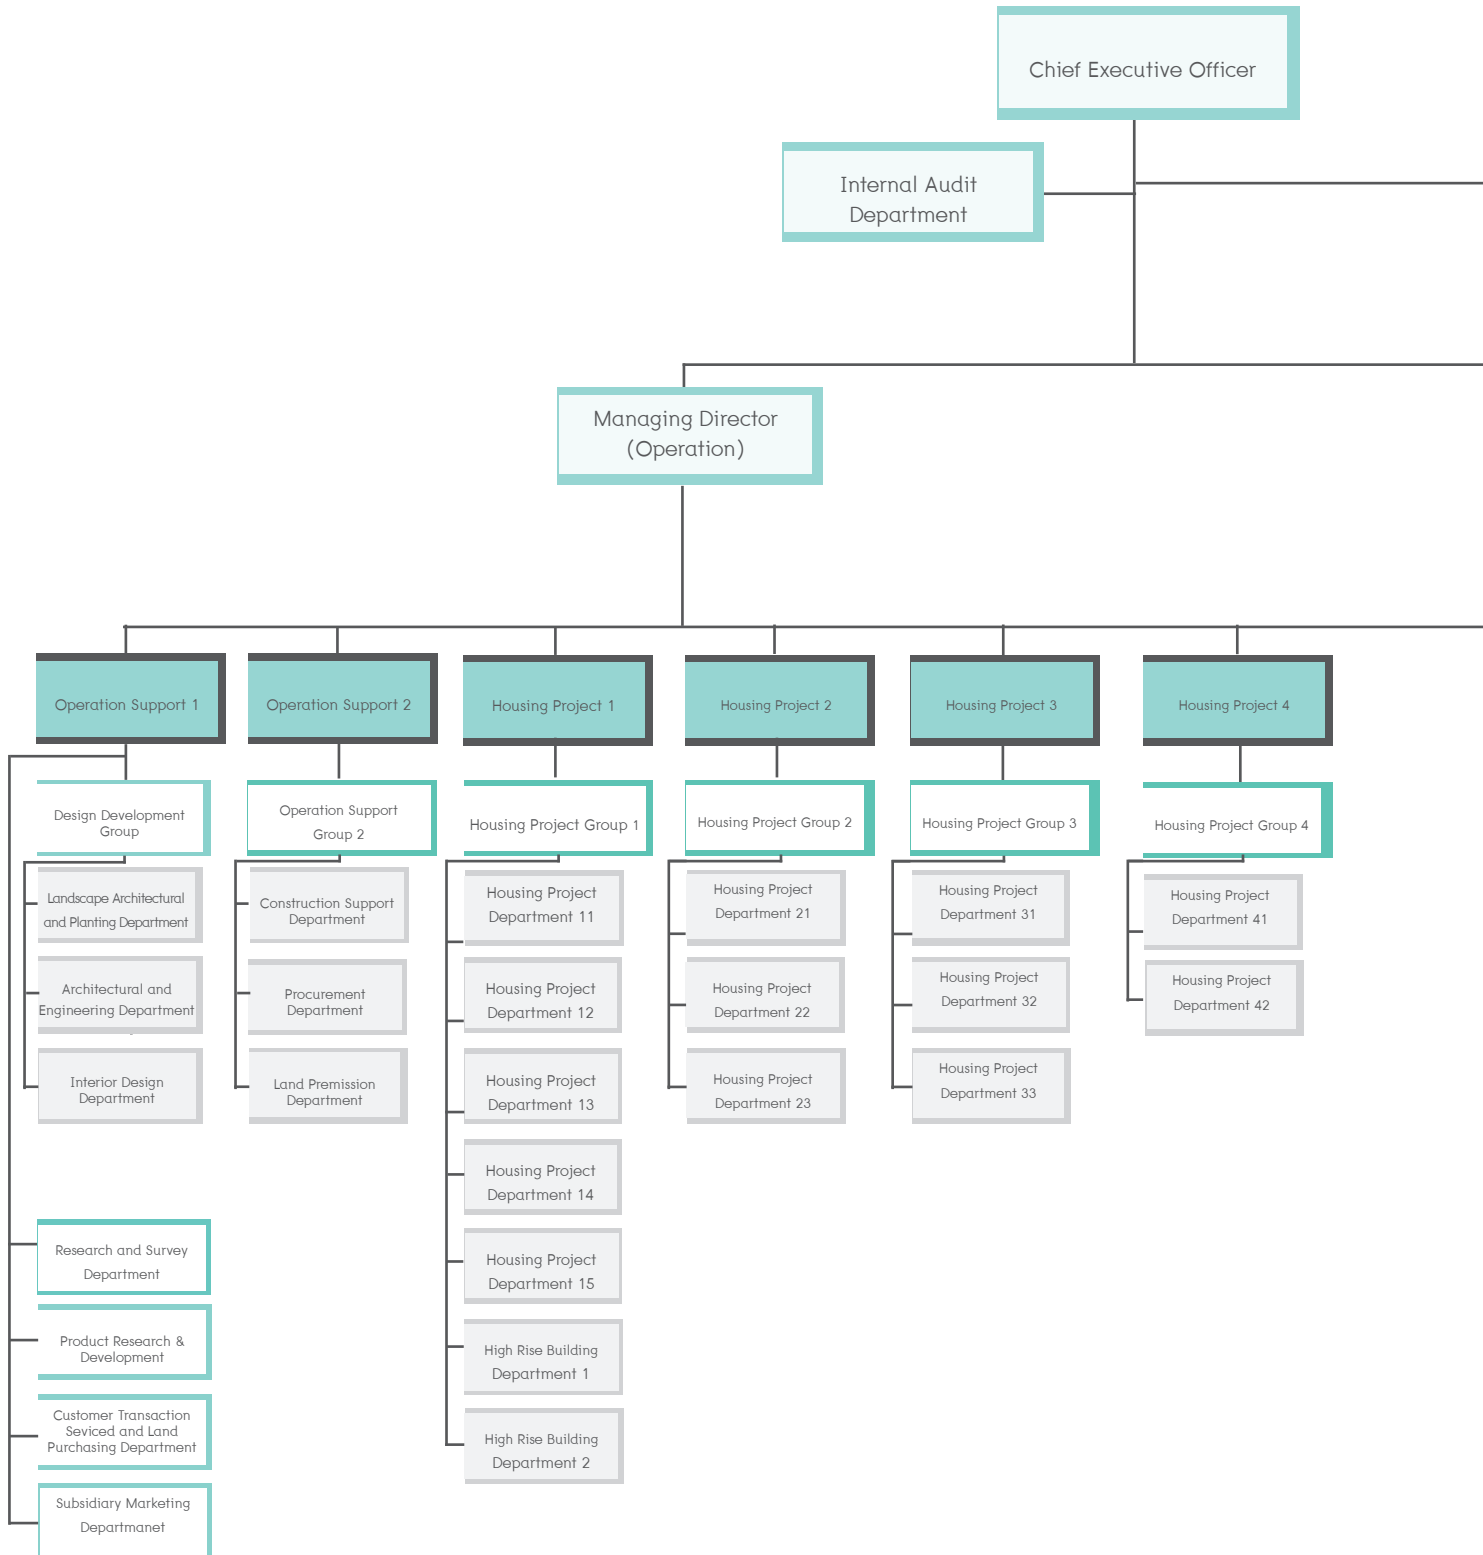 Chief Executive Officer
Internal Audit
Department
Managing Director
(Operation)
Operation Support 1
Operation Support 2
Housing Project 1
Housing Project 2
Housing Project 3
Housing Project 4
Design Development
Group
Operation Support
Group 2
Housing Project Group 1
Housing Project Group 2
Housing Project Group 3
Housing Project Group 4
Landscape Architectural
and Planting Department
Architectural and
Engineering Department
Interior Design
Department
Construction Support
Department
Procurement
Department
Land Premission
Department
Housing Project
Department 11
Housing Project
Department 12
Housing Project
Department 13
Housing Project
Department 14
Housing Project
Department 15
High Rise Building
Department 1
High Rise Building
Department 2
Housing Project
Department 21
Housing Project
Department 22
Housing Project
Department 23
Housing Project
Department 31
Housing Project
Department 32
Housing Project
Department 33
Housing Project
Department 41
Housing Project
Department 42
Research and Survey
Department
Product Research &
Development
Customer Transaction
Seviced and Land
Purchasing Department
Subsidiary Marketing
Departmanet